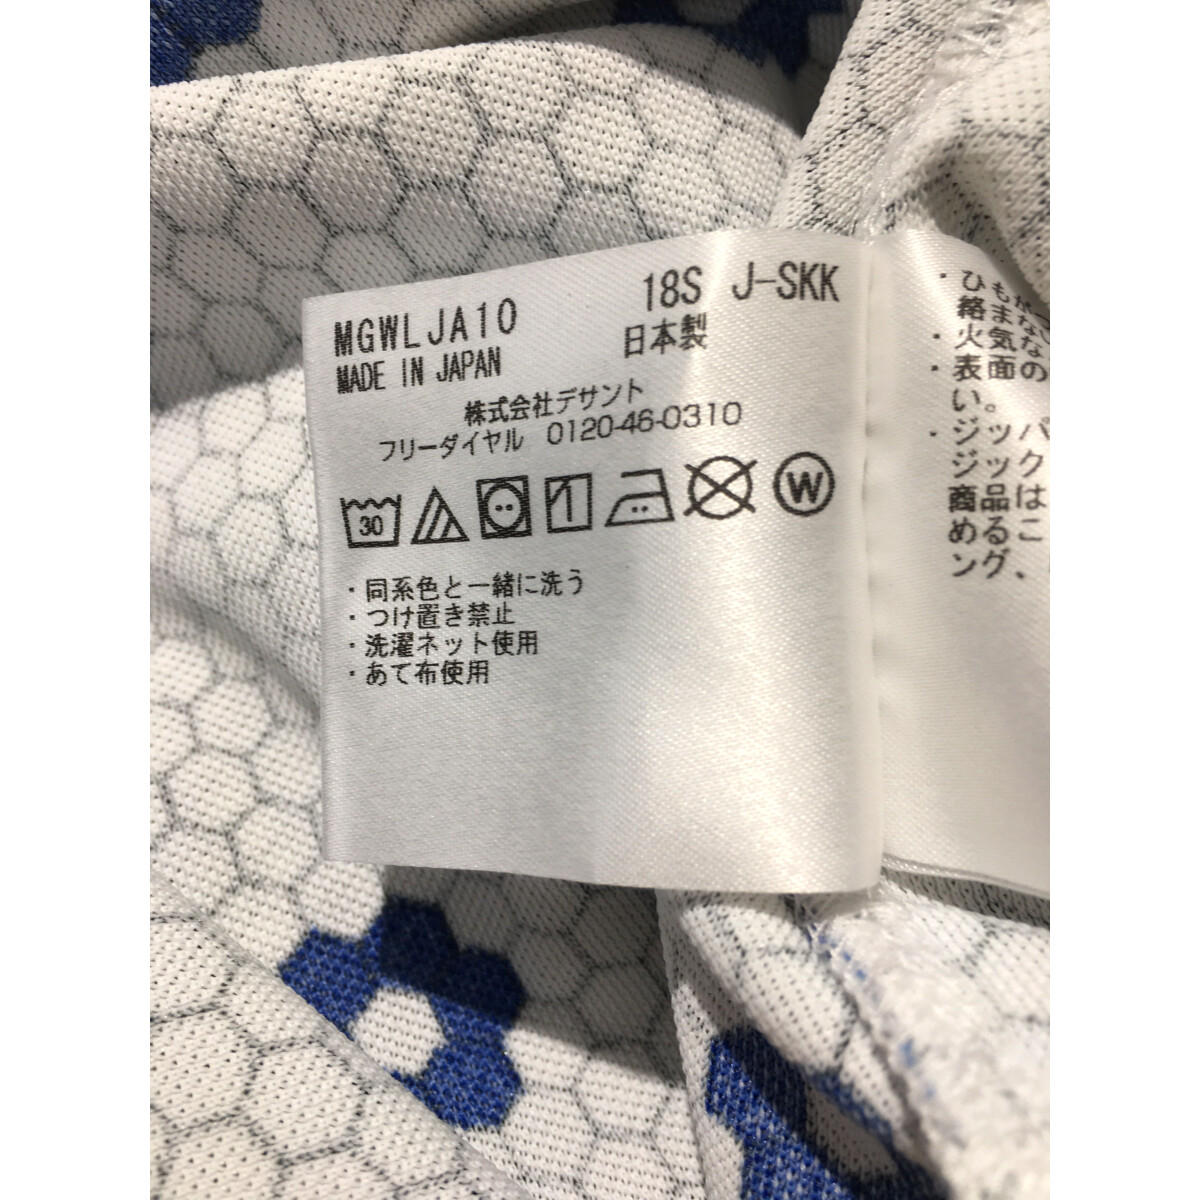 MGWLJA10 18S J-SKK
MADE IN JAPAN 日本製
株式会社デサント
フリーダイヤル 0120-46-0310
30 W
・同系色と一緒に洗う
・つけ置き禁止
・洗濯ネット使用
・あて布使用
・ひもが
絡まない
・火気な
・表面の
い。
・ジッパ
ジック
商品は
めるこ
ング、